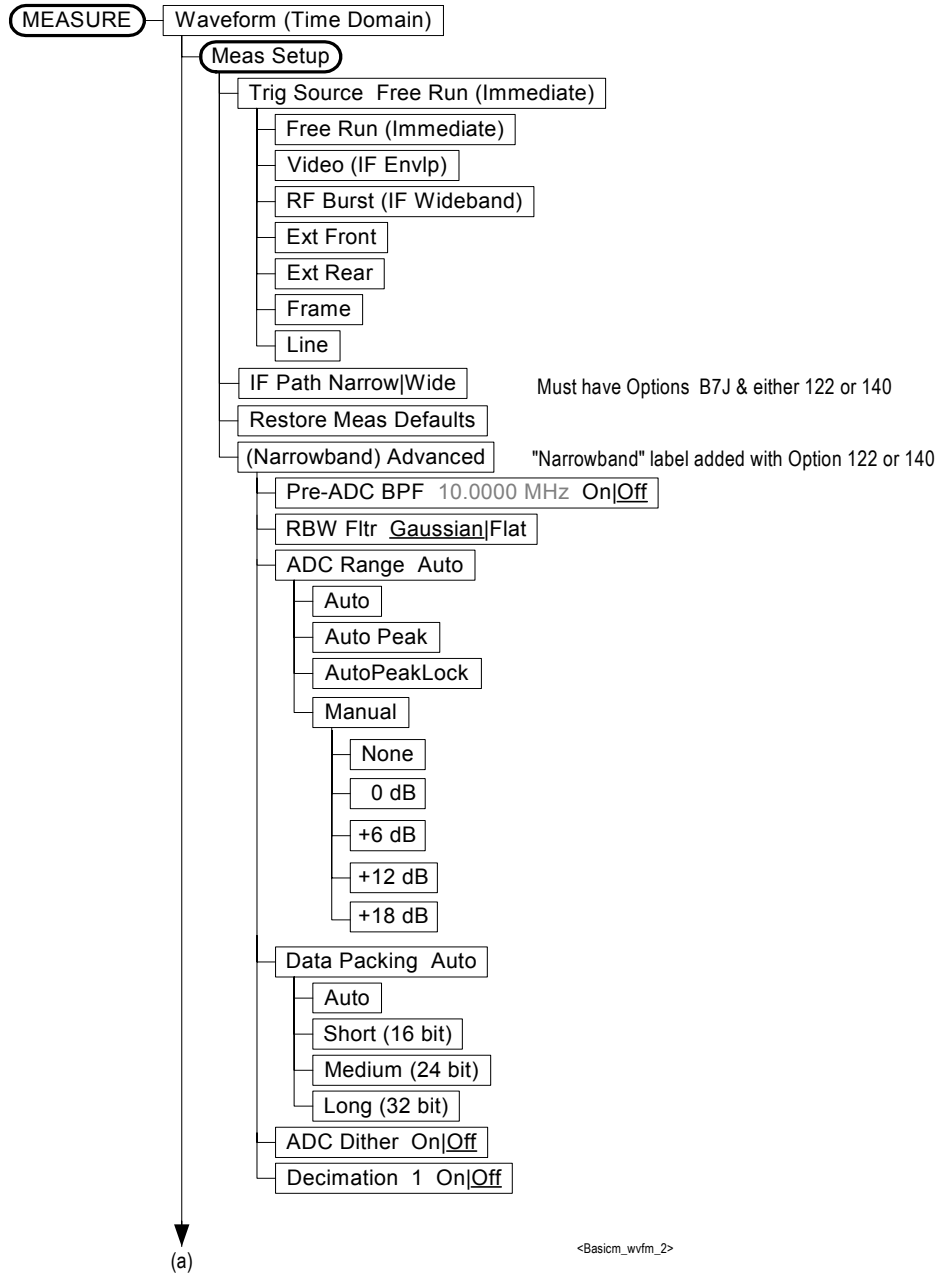 MEASURE Waveform (Time Domain)
Meas Setup
Trig Source Free Run (Immediate)
Free Run (Immediate)
Video (IF Envlp)
RF Burst (IF Wideband)
Ext Front
Ext Rear
Frame
Line
IF Path Narrow|Wide Must have Options B7J & either 122 or 140
Restore Meas Defaults
(Narrowband) Advanced "Narrowband" label added with Option 122 or 140
Pre-ADC BPF 10.0000 MHz On|Off
RBW Fltr Gaussian|Flat
ADC Range Auto
Auto
Auto Peak
AutoPeakLock
Manual
None
0 dB
+6 dB
+12 dB
+18 dB
Data Packing Auto
Auto
Short (16 bit)
Medium (24 bit)
Long (32 bit)
ADC Dither On|Off
Decimation 1 On|Off
(a) <Basicm_wvfm_2>